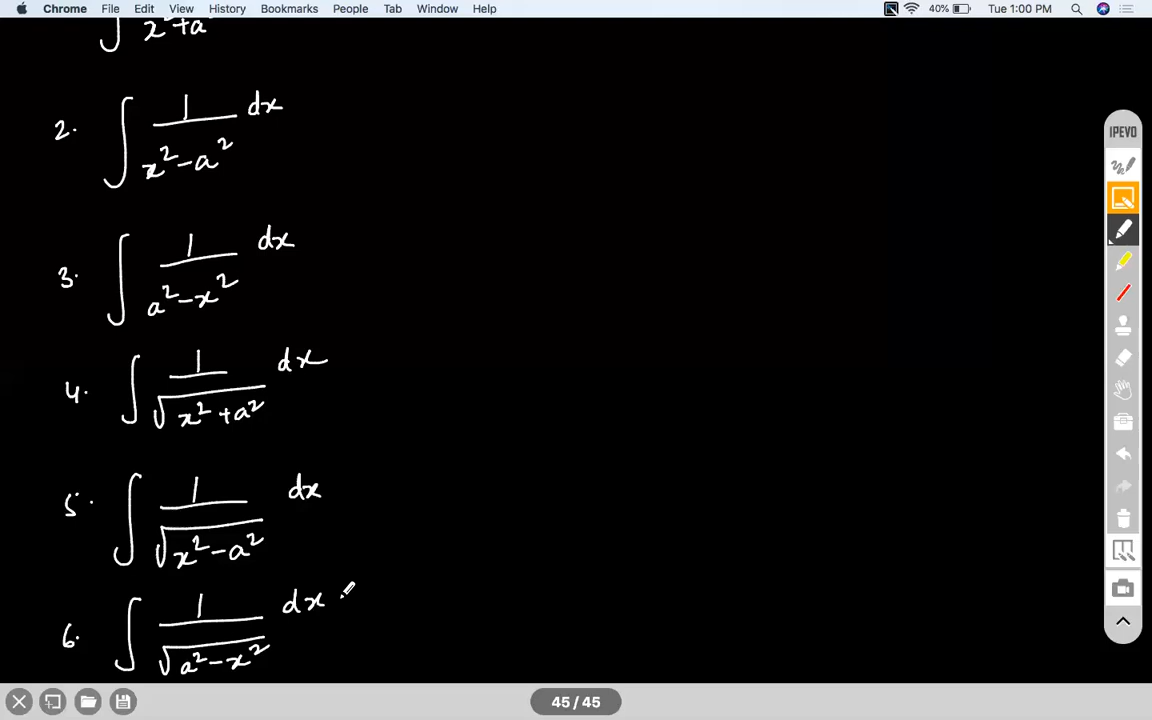 Chrome File Edit View History Bookmarks People Tab Window Help 40% Tue 1:00 PM
∫ x²+a²
2. ∫ 1/(x²-a²) dx
IPEVO
3. ∫ 1/(a²-x²) dx
4. ∫ 1/√(x²+a²) dx
5. ∫ 1/√(x²-a²) dx
6. ∫ 1/√(a²-x²) dx
45 / 45